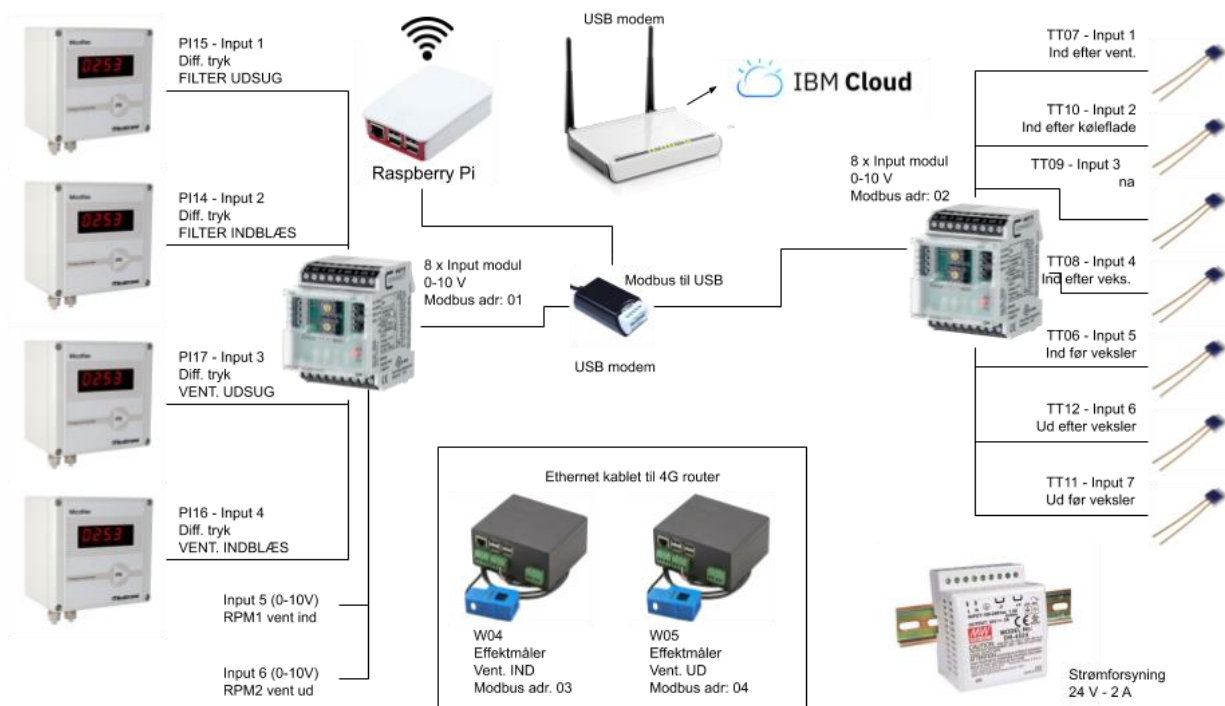 PI15 - Input 1
Diff. tryk
FILTER UDSUG
0253
PI14 - Input 2
Diff. tryk
FILTER INDBLÆS
0253
PI17 - Input 3
Diff. tryk
VENT. UDSUG
0253
PI16 - Input 4
Diff. tryk
VENT. INDBLÆS
0253
Input 5 (0-10V)
RPM1 vent ind
Input 6 (0-10V)
RPM2 vent ud
Raspberry Pi
USB modem
IBM Cloud
8 x Input modul
0-10 V
Modbus adr: 01
Modbus til USB
USB modem
8 x Input modul
0-10 V
Modbus adr: 02
TT07 - Input 1
Ind efter vent.
TT10 - Input 2
Ind efter køleflade
TT09 - Input 3
na
TT08 - Input 4
Ind efter veks.
TT06 - Input 5
Ind før veksler
TT12 - Input 6
Ud efter veksler
TT11 - Input 7
Ud før veksler
Ethernet kablet til 4G router
W04
Effektmåler
Vent. IND
Modbus adr. 03
W05
Effektmåler
Vent. UD
Modbus adr: 04
MW
Strømforsyning
24 V - 2 A